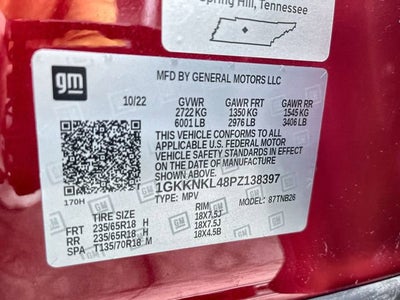 Spring Hill, Tennessee
gm
MFD BY GENERAL MOTORS LLC
10/22 GVWR GAWR FRT GAWR RR
2722 KG 1350 KG 1545 KG
6001 LB 2976 LB 3406 LB
THIS VEHICLE CONFORMS TO ALL
APPLICABLE U.S. FEDERAL MOTOR
VEHICLE SAFETY STANDARDS IN EFFECT
ON THE DATE OF MANUFACTURE
SHOWN ABOVE.
1GKKNKL48PZ138397
170H TYPE: MPV MODEL: 87TNB26
TIRE SIZE RIM
FRT 235/65R18 H 18X7.5J
RR 235/65R18 H 18X7.5J
SPA T135/70R18 M 18X4.5B